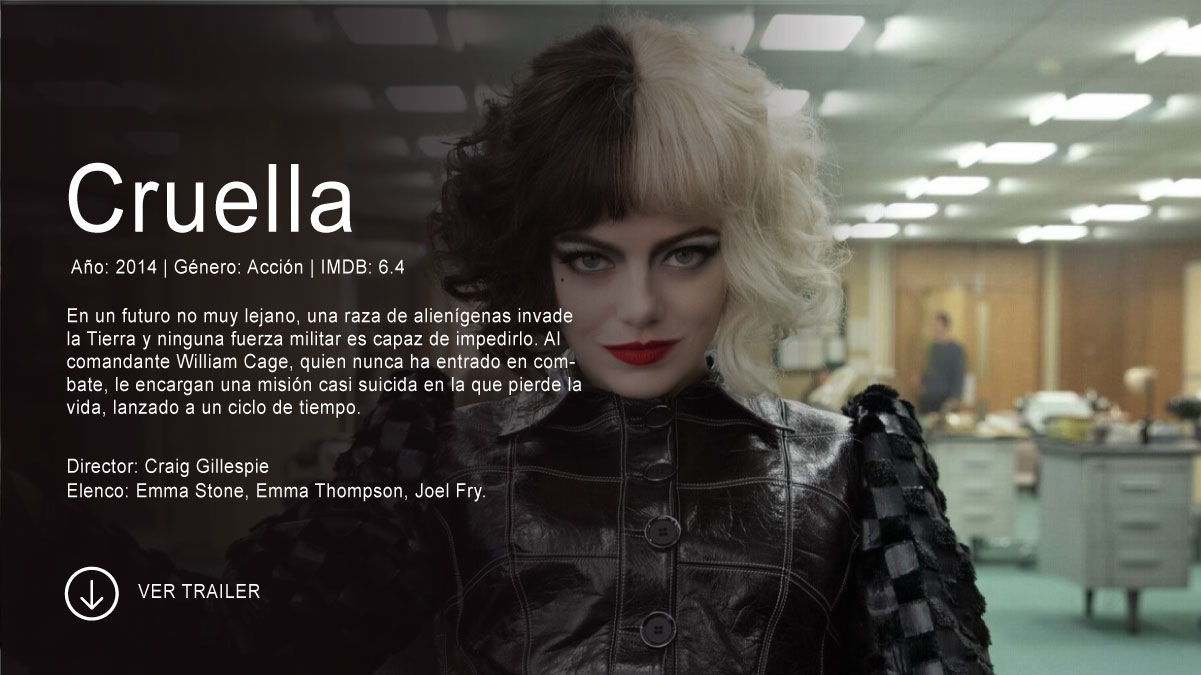 Cruella
Año: 2014 | Género: Acción | IMDB: 6.4
En un futuro no muy lejano, una raza de alienígenas invade
la Tierra y ninguna fuerza militar es capaz de impedirlo. Al
comandante William Cage, quien nunca ha entrado en com-
bate, le encargan una misión casi suicida en la que pierde la
vida, lanzado a un ciclo de tiempo.
Director: Craig Gillespie
Elenco: Emma Stone, Emma Thompson, Joel Fry.
VER TRAILER